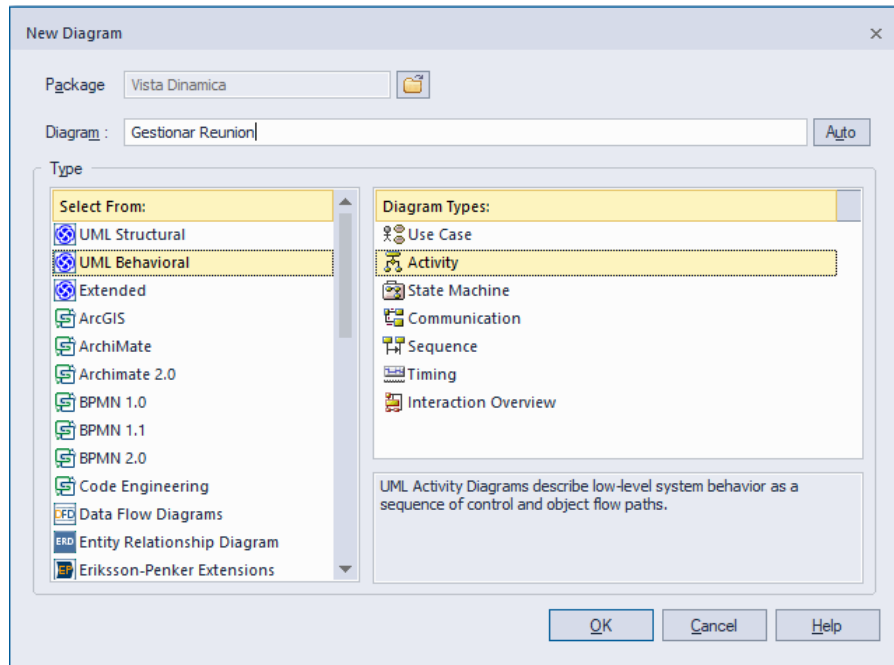 New Diagram
Package Vista Dinamica
Diagram : Gestionar Reunion Auto
Type
Select From:
UML Structural
UML Behavioral
Extended
ArcGIS
ArchiMate
Archimate 2.0
BPMN 1.0
BPMN 1.1
BPMN 2.0
Code Engineering
DFD Data Flow Diagrams
ERD Entity Relationship Diagram
EP Eriksson-Penker Extensions
Diagram Types:
Use Case
Activity
State Machine
Communication
Sequence
Timing
Interaction Overview
UML Activity Diagrams describe low-level system behavior as a
sequence of control and object flow paths.
OK Cancel Help